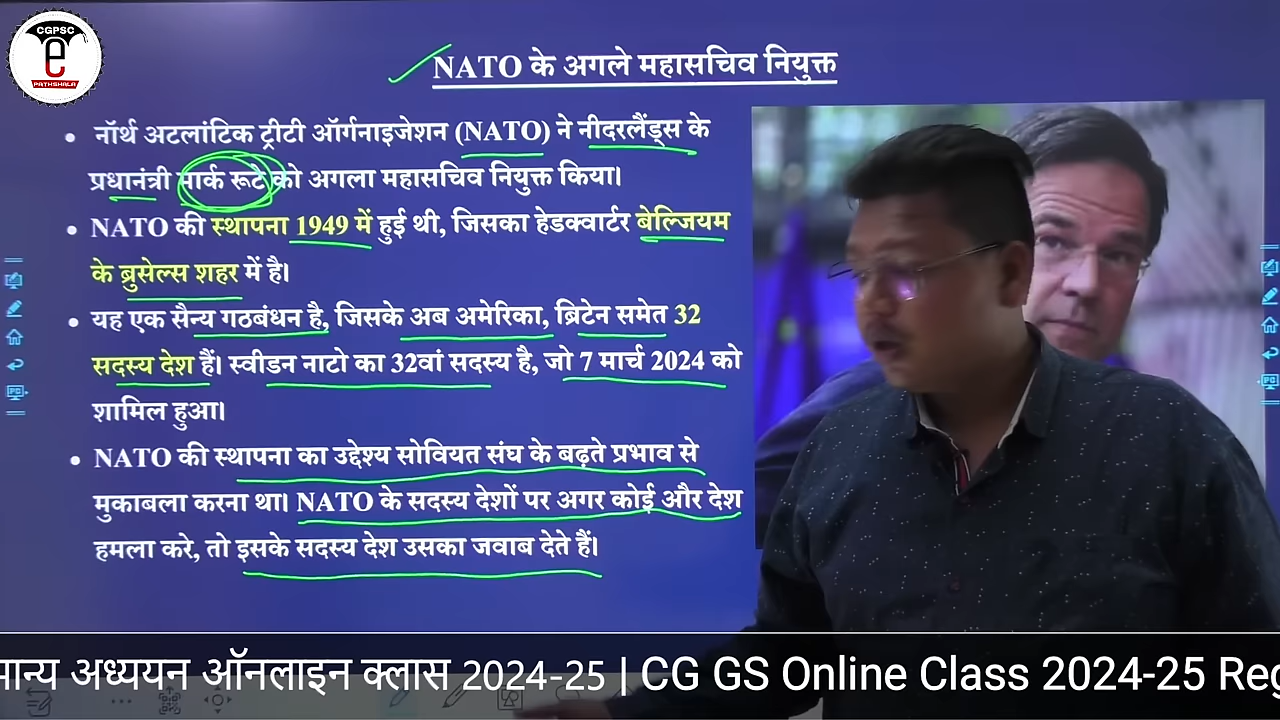 CGPSC
e
PATHSHALA
NATO के अगले महासचिव नियुक्त
• नॉर्थ अटलांटिक ट्रीटी ऑर्गनाइजेशन (NATO) ने नीदरलैंड्स के
प्रधानंत्री मार्क रूटे को अगला महासचिव नियुक्त किया।
• NATO की स्थापना 1949 में हुई थी, जिसका हेडक्वार्टर बेल्जियम
के ब्रुसेल्स शहर में है।
• यह एक सैन्य गठबंधन है, जिसके अब अमेरिका, ब्रिटेन समेत 32
सदस्य देश हैं। स्वीडन नाटो का 32वां सदस्य है, जो 7 मार्च 2024 को
शामिल हुआ।
• NATO की स्थापना का उद्देश्य सोवियत संघ के बढ़ते प्रभाव से
मुकाबला करना था। NATO के सदस्य देशों पर अगर कोई और देश
हमला करे, तो इसके सदस्य देश उसका जवाब देते हैं।
मान्य अध्ययन ऑनलाइन क्लास 2024-25 | CG GS Online Class 2024-25 Reg